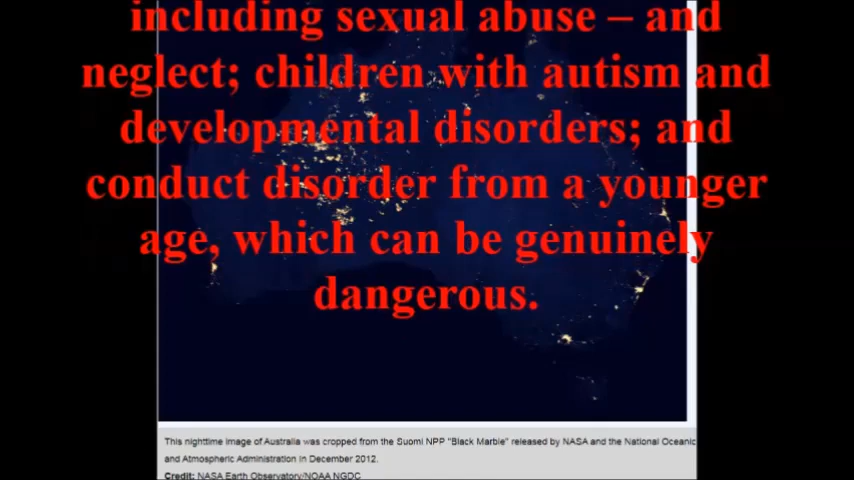 including sexual abuse – and
neglect; children with autism and
developmental disorders; and
conduct disorder from a younger
age, which can be genuinely
dangerous.
This nighttime image of Australia was cropped from the Suomi NPP "Black Marble" released by NASA and the National Oceanic
and Atmospheric Administration in December 2012.
Credit: NASA Earth Observatory/NOAA NGDC